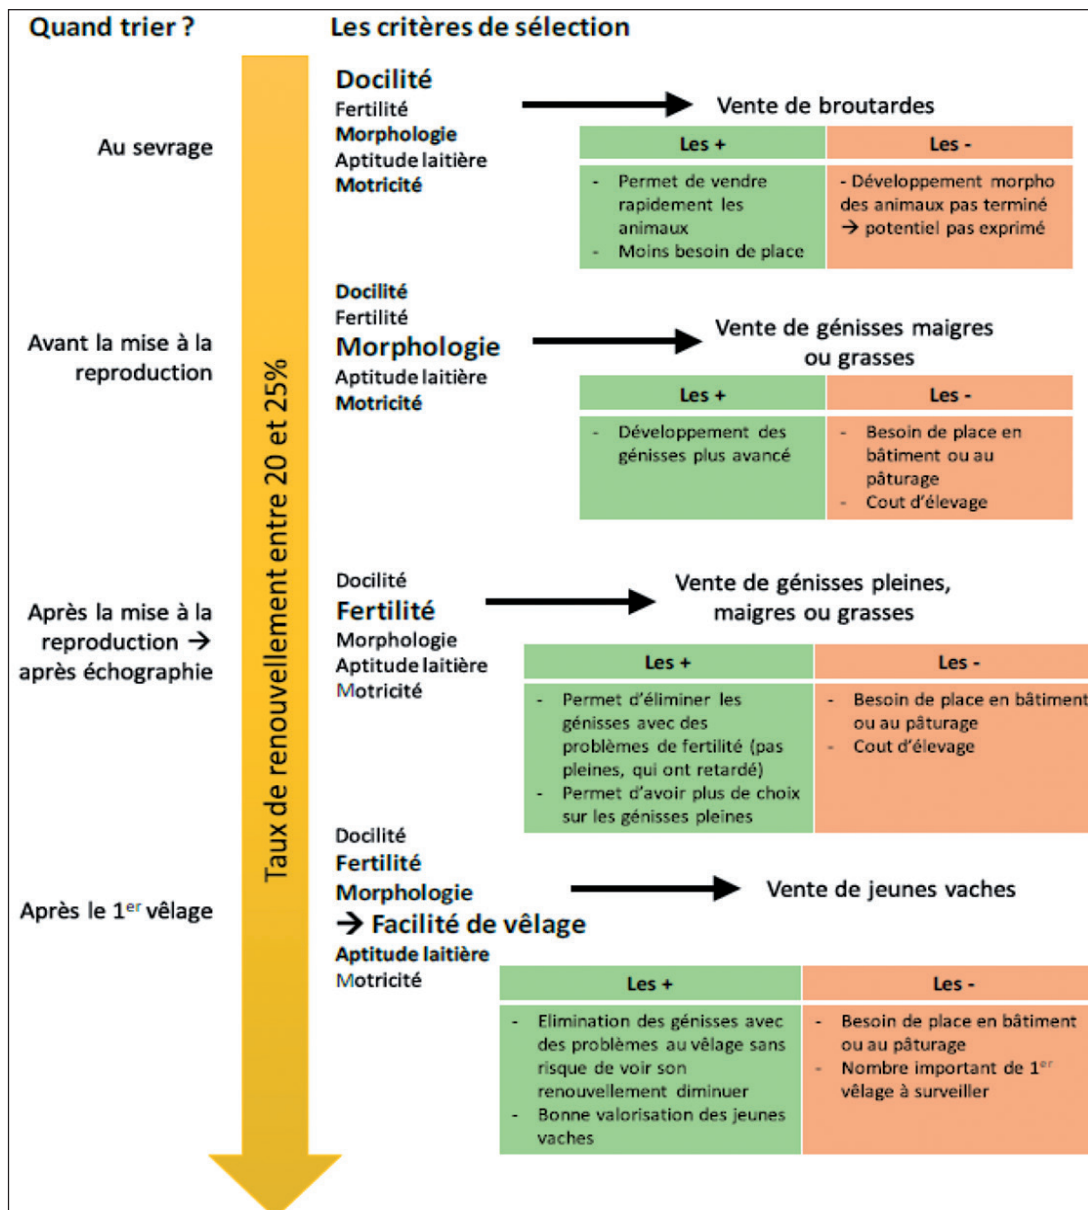 Quand trier ?
Les critères de sélection
Taux de renouvellement entre 20 et 25%
Au sevrage
Docilité
Fertilité
Morphologie
Aptitude laitière
Motricité
Vente de broutardes
Les +
Les -
- Permet de vendre
rapidement les
animaux
- Moins besoin de place
- Développement morpho
des animaux pas terminé
→ potentiel pas exprimé
Avant la mise à la
reproduction
Docilité
Fertilité
Morphologie
Aptitude laitière
Motricité
Vente de génisses maigres
ou grasses
Les +
Les -
- Développement des
génisses plus avancé
- Besoin de place en
bâtiment ou au
pâturage
- Cout d'élevage
Après la mise à la
reproduction →
après échographie
Docilité
Fertilité
Morphologie
Aptitude laitière
Motricité
Vente de génisses pleines,
maigres ou grasses
Les +
Les -
- Permet d'éliminer les
génisses avec des
problèmes de fertilité (pas
pleines, qui ont retardé)
- Permet d'avoir plus de choix
sur les génisses pleines
- Besoin de place en bâtiment
ou au pâturage
- Cout d'élevage
Après le 1er vêlage
Docilité
Fertilité
Morphologie
→ Facilité de vêlage
Aptitude laitière
Motricité
Vente de jeunes vaches
Les +
Les -
- Elimination des génisses avec
des problèmes au vêlage sans
risque de voir son
renouvellement diminuer
- Bonne valorisation des jeunes
vaches
- Besoin de place en bâtiment
ou au pâturage
- Nombre important de 1er
vêlage à surveiller